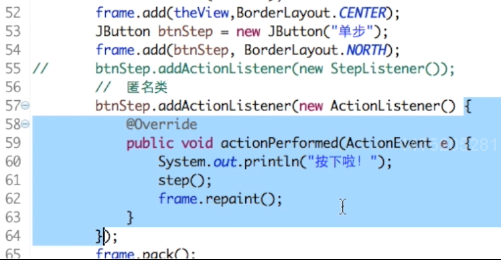 52 frame.add(theView,BorderLayout.CENTER);
53 JButton btnStep = new JButton("单步");
54 frame.add(btnStep, BorderLayout.NORTH);
55 // btnStep.addActionListener(new StepListener());
56 // 匿名类
57 btnStep.addActionListener(new ActionListener() {
58 @Override
59 public void actionPerformed(ActionEvent e) {
60 System.out.println("按下啦！");
61 step();
62 frame.repaint();
63 }
64 });
65 frame.pack();